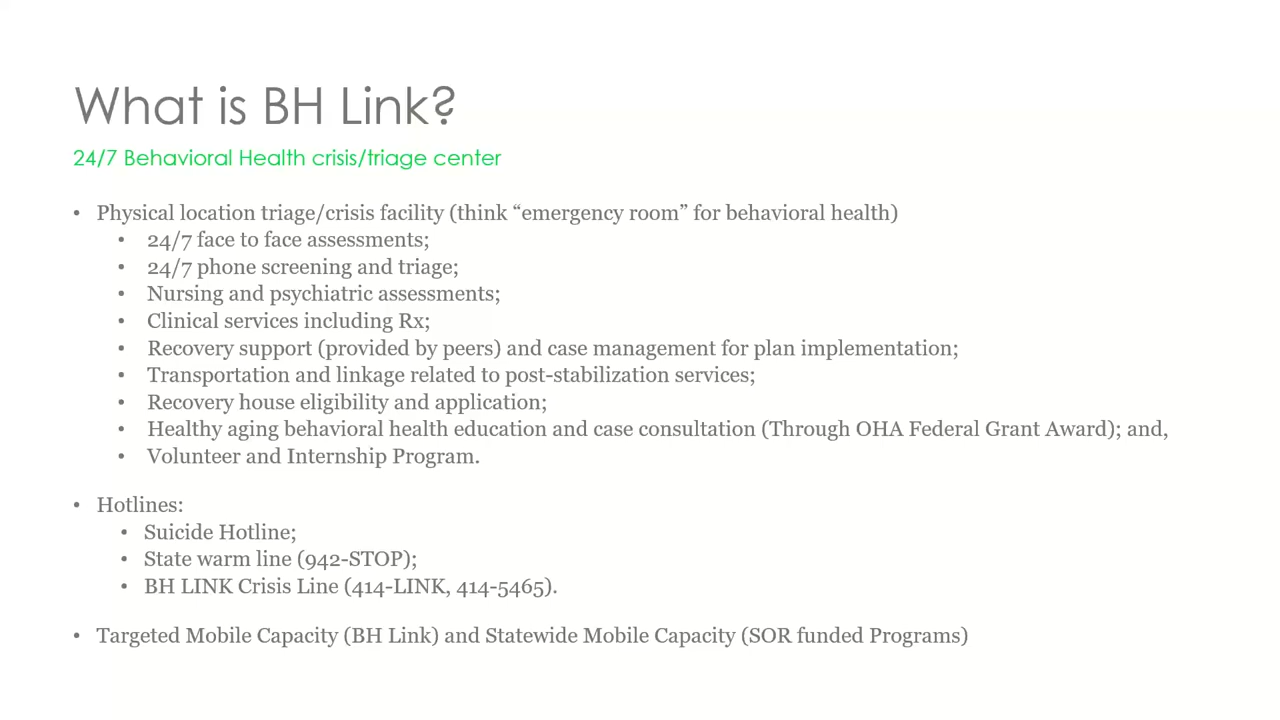 What is BH Link?
24/7 Behavioral Health crisis/triage center
• Physical location triage/crisis facility (think “emergency room” for behavioral health)
• 24/7 face to face assessments;
• 24/7 phone screening and triage;
• Nursing and psychiatric assessments;
• Clinical services including Rx;
• Recovery support (provided by peers) and case management for plan implementation;
• Transportation and linkage related to post-stabilization services;
• Recovery house eligibility and application;
• Healthy aging behavioral health education and case consultation (Through OHA Federal Grant Award); and,
• Volunteer and Internship Program.
• Hotlines:
• Suicide Hotline;
• State warm line (942-STOP);
• BH LINK Crisis Line (414-LINK, 414-5465).
• Targeted Mobile Capacity (BH Link) and Statewide Mobile Capacity (SOR funded Programs)